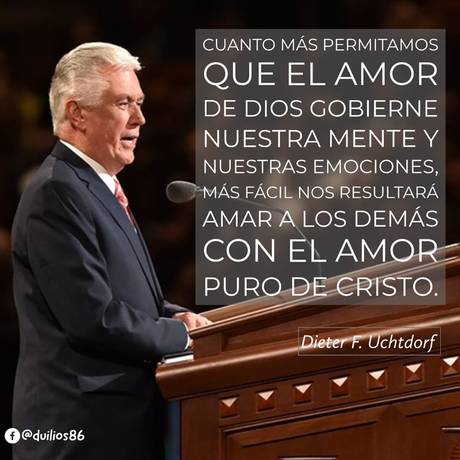 CUANTO MÁS PERMITAMOS
QUE EL AMOR
DE DIOS GOBIERNE
NUESTRA MENTE Y
NUESTRAS EMOCIONES,
MÁS FÁCIL NOS RESULTARÁ
AMAR A LOS DEMÁS
CON EL AMOR
PURO DE CRISTO.
Dieter F. Uchtdorf
f @duilios86